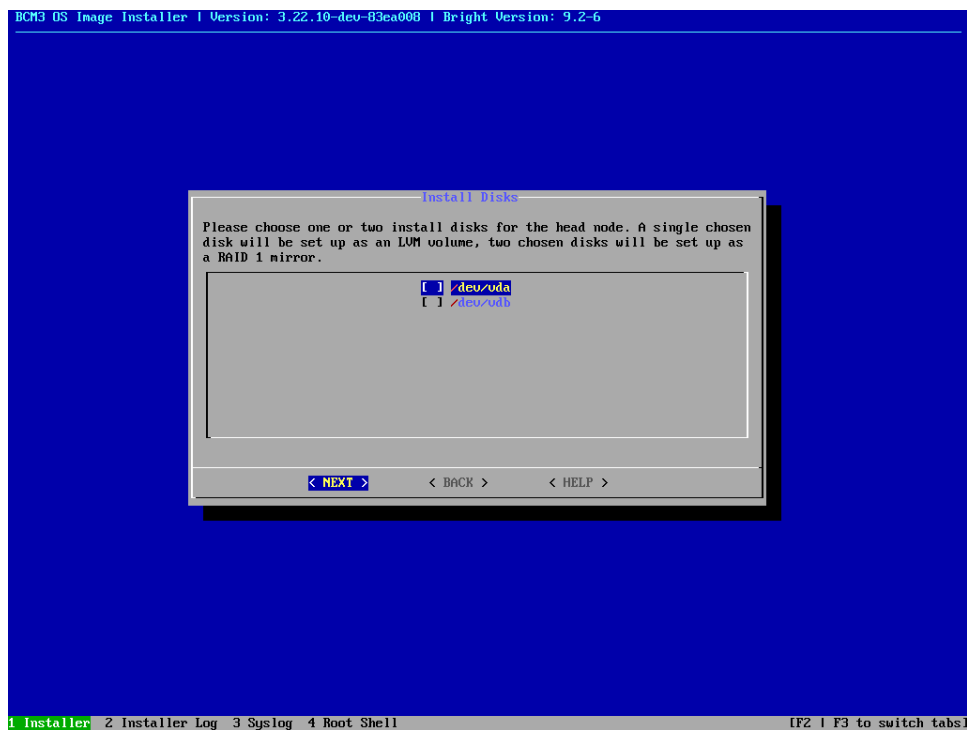 BCM3 OS Image Installer | Version: 3.22.10-dev-83ea008 | Bright Version: 9.2-6
Install Disks
Please choose one or two install disks for the head node. A single chosen
disk will be set up as an LVM volume, two chosen disks will be set up as
a RAID 1 mirror.
[ ] /dev/vda
[ ] /dev/vdb
< NEXT > < BACK > < HELP >
1 Installer 2 Installer Log 3 Syslog 4 Root Shell [F2 | F3 to switch tabs]